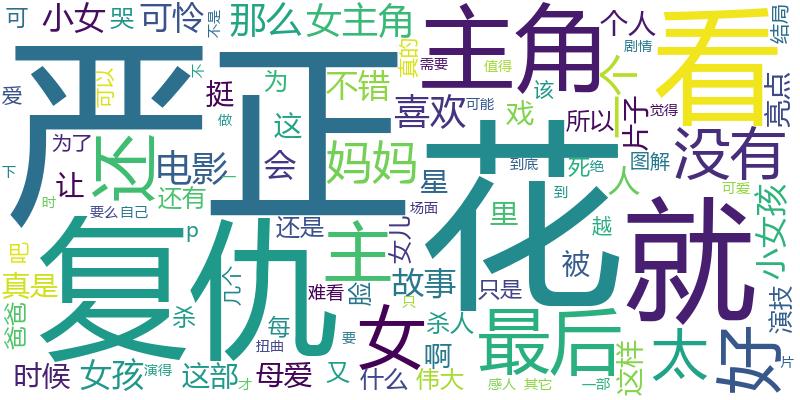 可
小女
哭
可怜
不是
那么
女主角
主角
个人
看
结局
爱
严正
可以
不
挺
为
不错
真的
需要
值得
剧情
一个
该
喜欢
可能
戏
所以
片子
觉得
亮点
做
这
为了
让
还
电影
会
妈妈
花
到底
死
绝
图解
没有
下
时
还有
一
星
人
到
可爱
要么
自己
场面
里
越
就
小女孩
复仇
p
还是
主
女儿
吧
真是
几个
难看
脸
故事
只是
被
演技
爸爸
杀
每
扭曲
要
女
只
杀人
啊
最后
这样
太
好
片
时候
女孩
演得
这部
才
母爱
又
什么
伟大
感人
其它
一部